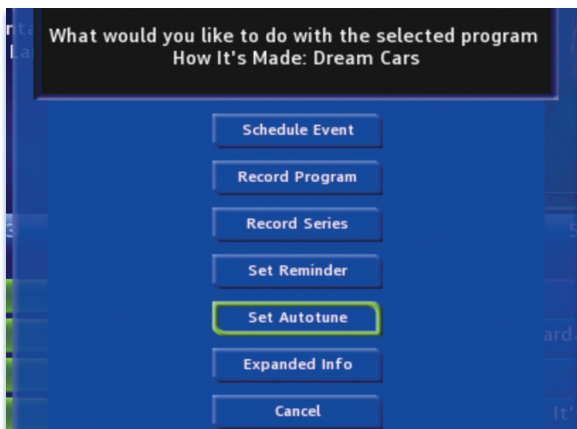 What would you like to do with the selected program
How It's Made: Dream Cars
Schedule Event
Record Program
Record Series
Set Reminder
Set Autotune
Expanded Info
Cancel
It'